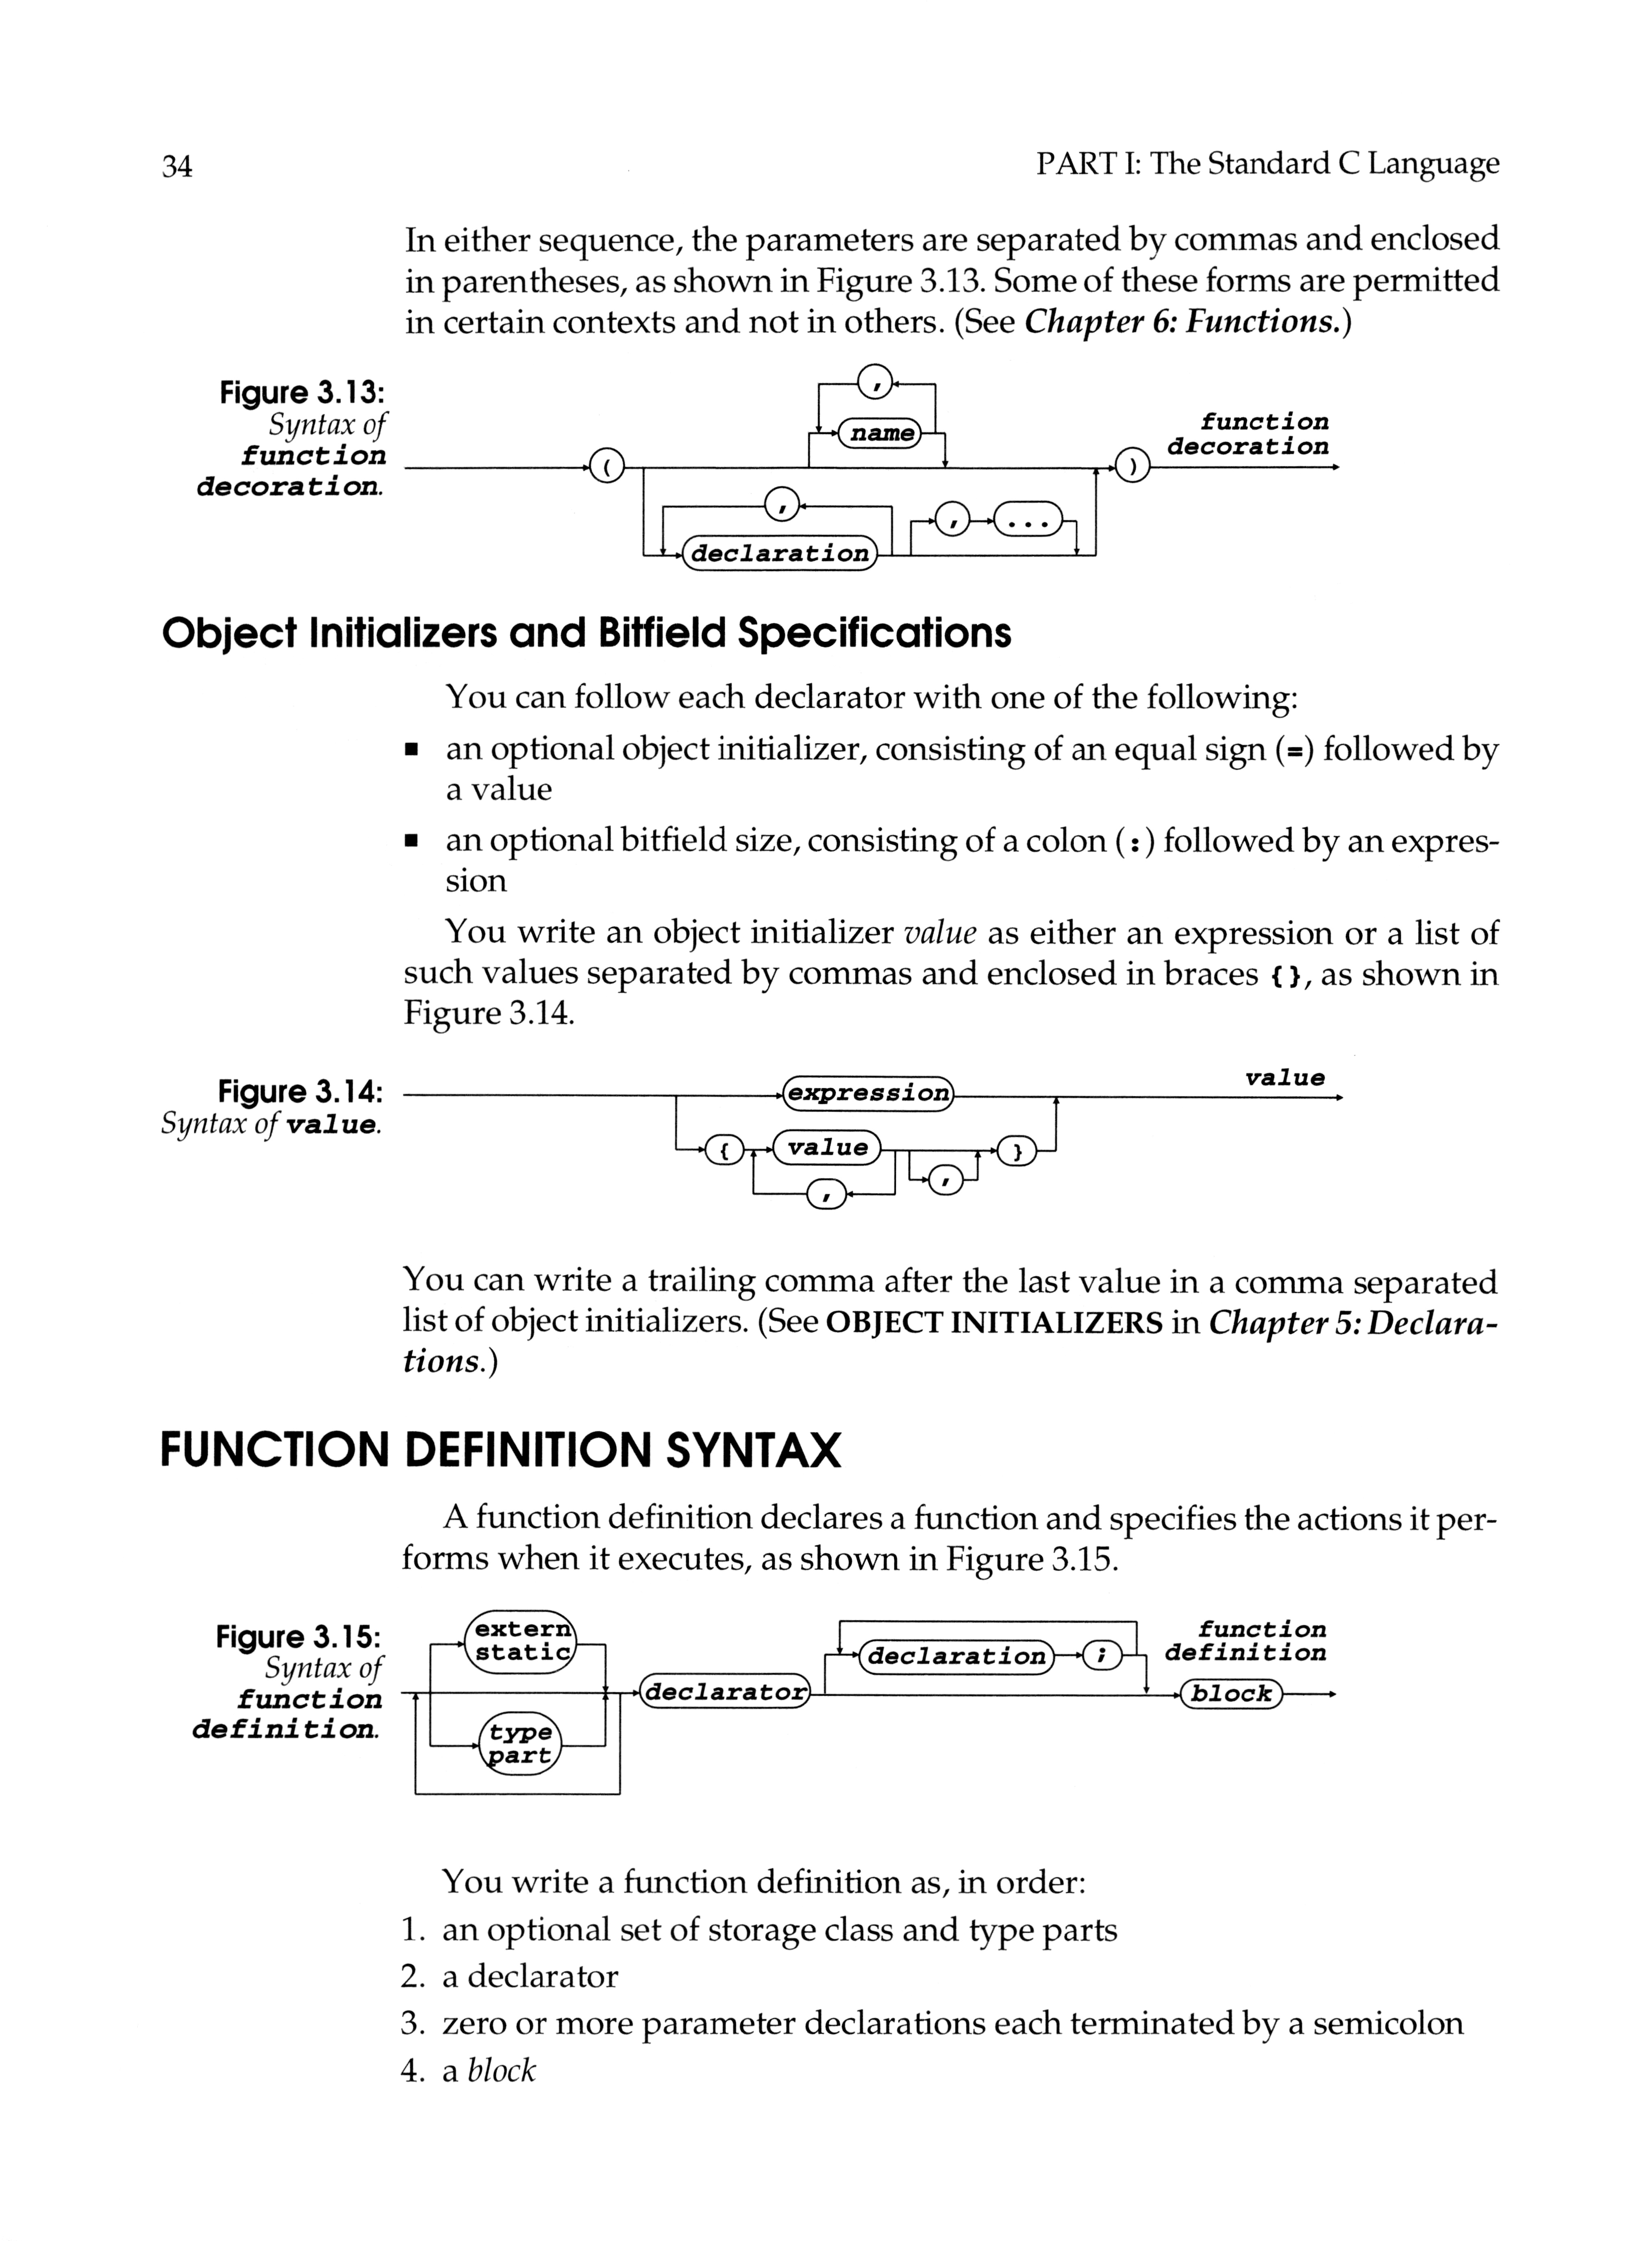 34
PART I: The Standard C Language
In either sequence, the parameters are separated by commas and enclosed
in parentheses, as shown in Figure 3.13. Some of these forms are permitted
in certain contexts and not in others. (See Chapter 6: Functions.)
Figure 3.13:
Syntax of
function
decoration.
,
name
(
)
function
decoration
,
declaration
,
...
Object Initializers and Bitfield Specifications
You can follow each declarator with one of the following:
■ an optional object initializer, consisting of an equal sign (=) followed by
a value
■ an optional bitfield size, consisting of a colon (:) followed by an expres-
sion
You write an object initializer value as either an expression or a list of
such values separated by commas and enclosed in braces {}, as shown in
Figure 3.14.
Figure 3.14:
Syntax of value.
expression
value
{
value
,
,
}
You can write a trailing comma after the last value in a comma separated
list of object initializers. (See OBJECT INITIALIZERS in Chapter 5: Declara-
tions.)
FUNCTION DEFINITION SYNTAX
A function definition declares a function and specifies the actions it per-
forms when it executes, as shown in Figure 3.15.
Figure 3.15:
Syntax of
function
definition.
extern
static
type
part
declarator
declaration
;
block
function
definition
You write a function definition as, in order:
1. an optional set of storage class and type parts
2. a declarator
3. zero or more parameter declarations each terminated by a semicolon
4. a block